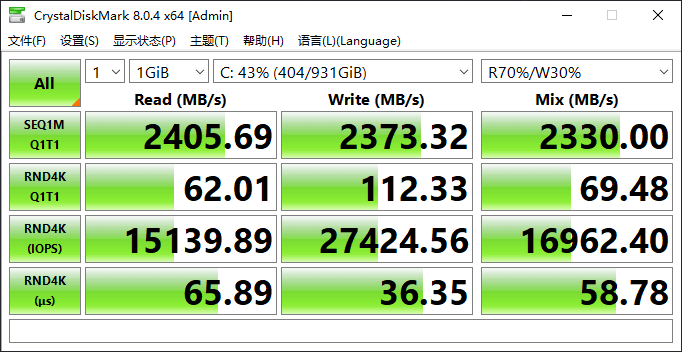 CrystalDiskMark 8.0.4 x64 [Admin]
文件(F) 设置(S) 显示状态(P) 主题(T) 帮助(H) 语言(L)(Language)
All 1 1GiB C: 43% (404/931GiB) R70%/W30%
Read (MB/s) Write (MB/s) Mix (MB/s)
SEQ1M
Q1T1 2405.69 2373.32 2330.00
RND4K
Q1T1 62.01 112.33 69.48
RND4K
(IOPS) 15139.89 27424.56 16962.40
RND4K
(μs) 65.89 36.35 58.78